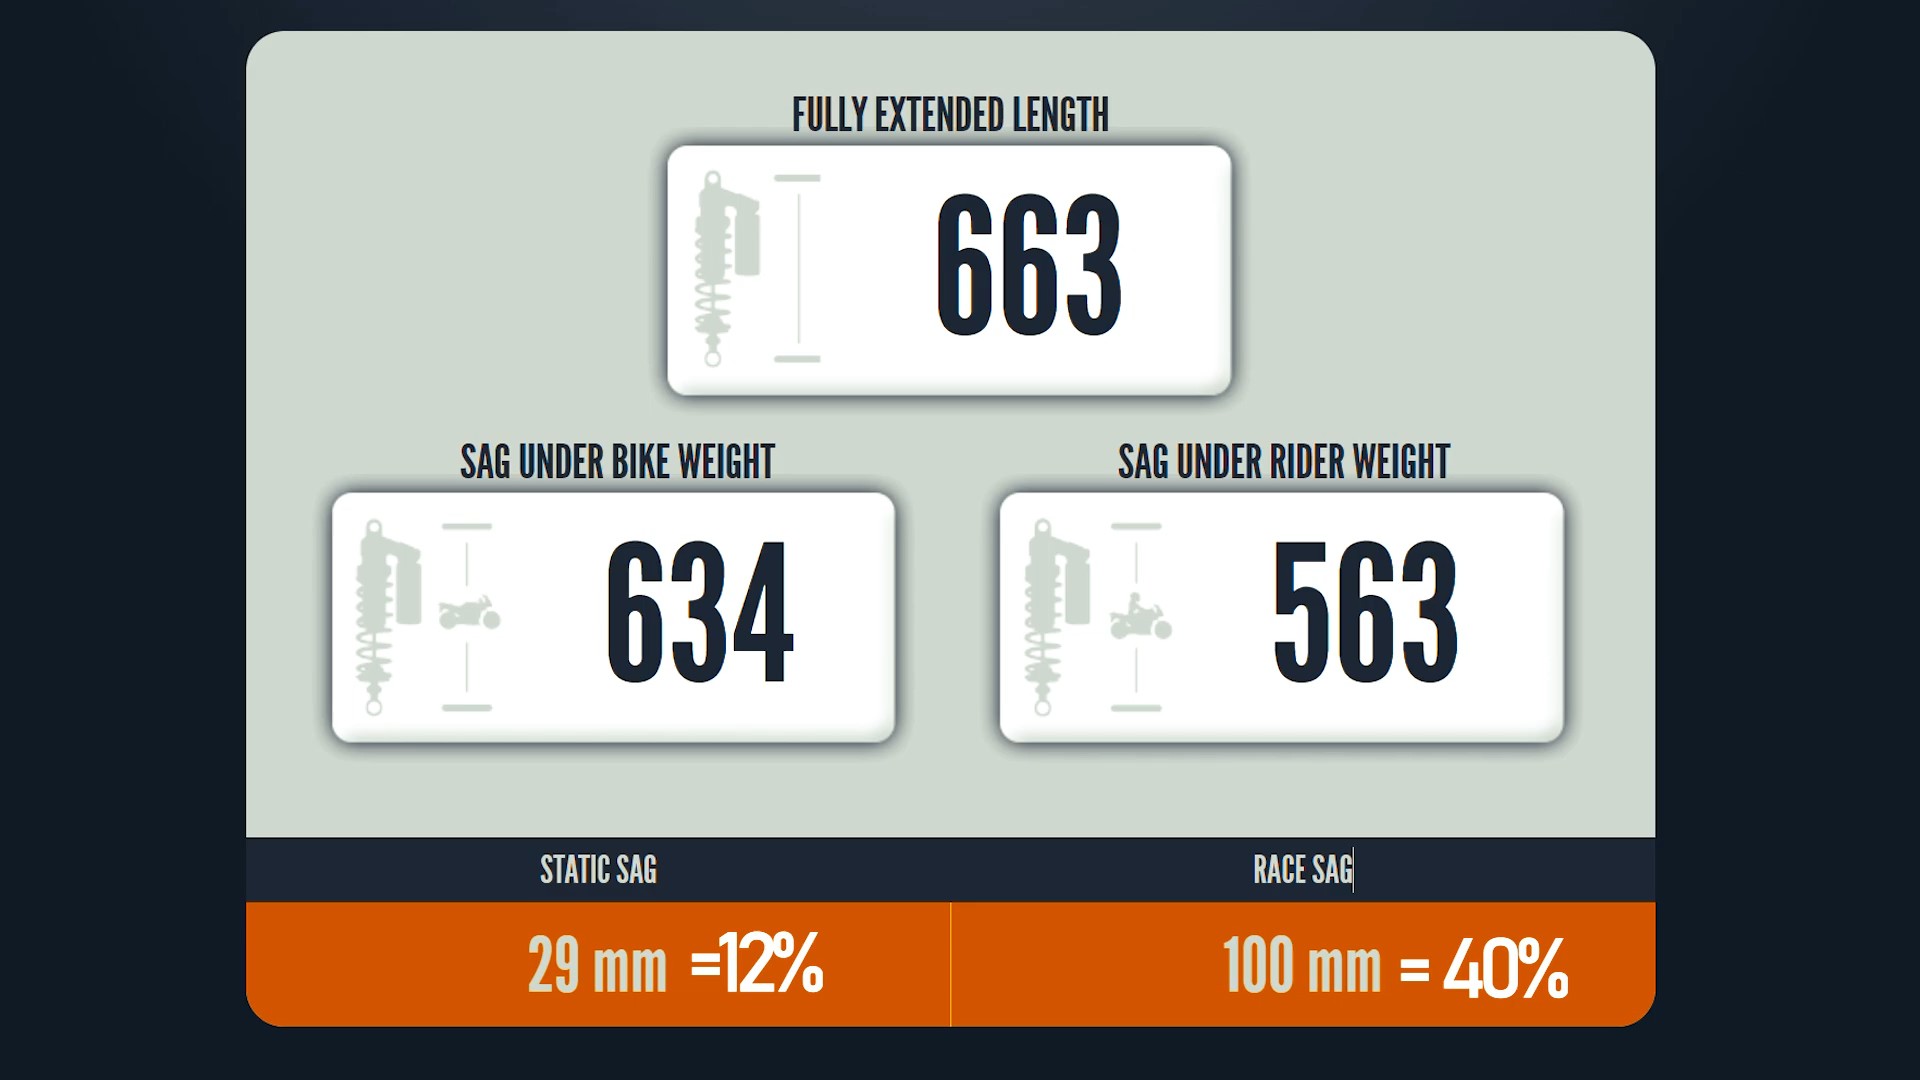 FULLY EXTENDED LENGTH
663
SAG UNDER BIKE WEIGHT
634
SAG UNDER RIDER WEIGHT
563
STATIC SAG
RACE SAG
29 mm =12%
100 mm = 40%